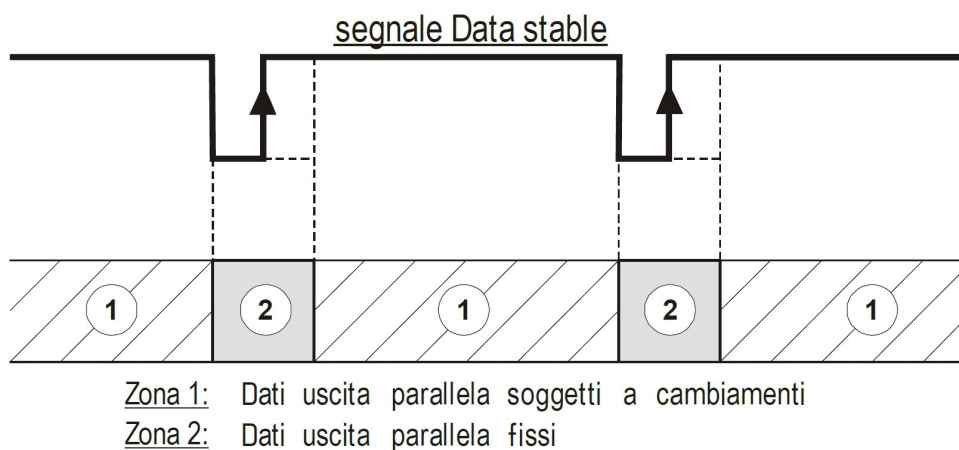 segnale Data stable
1
2
1
2
1
Zona 1: Dati uscita parallela soggetti a cambiamenti
Zona 2: Dati uscita parallela fissi